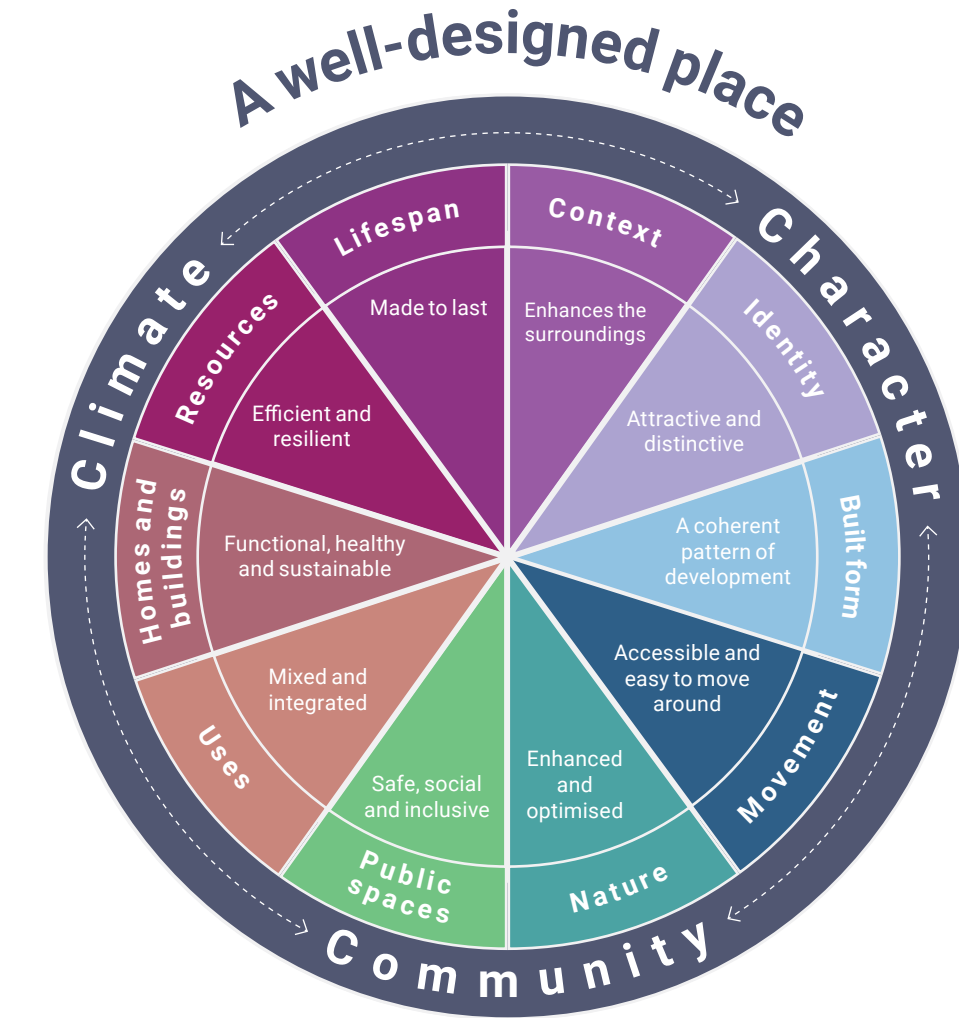 A well-designed place
Climate
Character
Community
Context
Enhances the
surroundings
Identity
Attractive and
distinctive
Built form
A coherent
pattern of
development
Movement
Accessible and
easy to move
around
Nature
Enhanced
and
optimised
Public
spaces
Safe, social
and inclusive
Uses
Mixed and
integrated
Homes and
buildings
Functional, healthy
and sustainable
Resources
Efficient and
resilient
Lifespan
Made to last